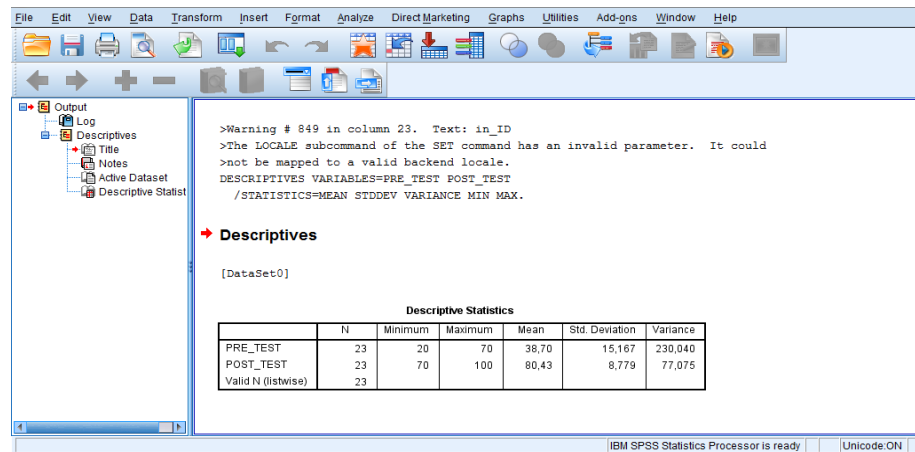 File Edit View Data Transform Insert Format Analyze Direct Marketing Graphs Utilities Add-ons Window Help
Output
Log
Descriptives
Title
Notes
Active Dataset
Descriptive Statist
>Warning # 849 in column 23. Text: in_ID
>The LOCALE subcommand of the SET command has an invalid parameter. It could
>not be mapped to a valid backend locale.
DESCRIPTIVES VARIABLES=PRE_TEST POST_TEST
/STATISTICS=MEAN STDDEV VARIANCE MIN MAX.
Descriptives
[DataSet0]
Descriptive Statistics
N Minimum Maximum Mean Std. Deviation Variance
PRE_TEST 23 20 70 38,70 15,167 230,040
POST_TEST 23 70 100 80,43 8,779 77,075
Valid N (listwise) 23
IBM SPSS Statistics Processor is ready Unicode:ON